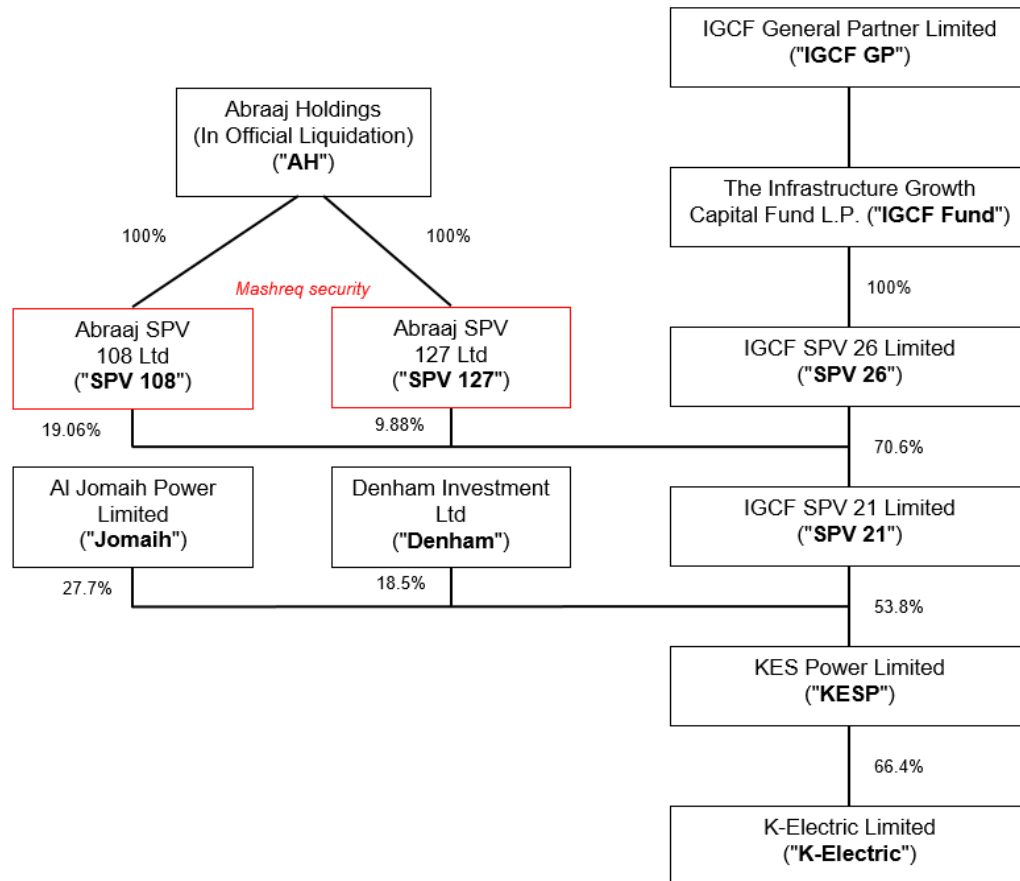 IGCF General Partner Limited
("IGCF GP")
Abraaj Holdings
(In Official Liquidation)
("AH")
The Infrastructure Growth
Capital Fund L.P. ("IGCF Fund")
100%
100%
100%
Mashreq security
Abraaj SPV
108 Ltd
("SPV 108")
Abraaj SPV
127 Ltd
("SPV 127")
IGCF SPV 26 Limited
("SPV 26")
19.06%
9.88%
70.6%
Al Jomaih Power
Limited
("Jomaih")
Denham Investment
Ltd
("Denham")
IGCF SPV 21 Limited
("SPV 21")
27.7%
18.5%
53.8%
KES Power Limited
("KESP")
66.4%
K-Electric Limited
("K-Electric")